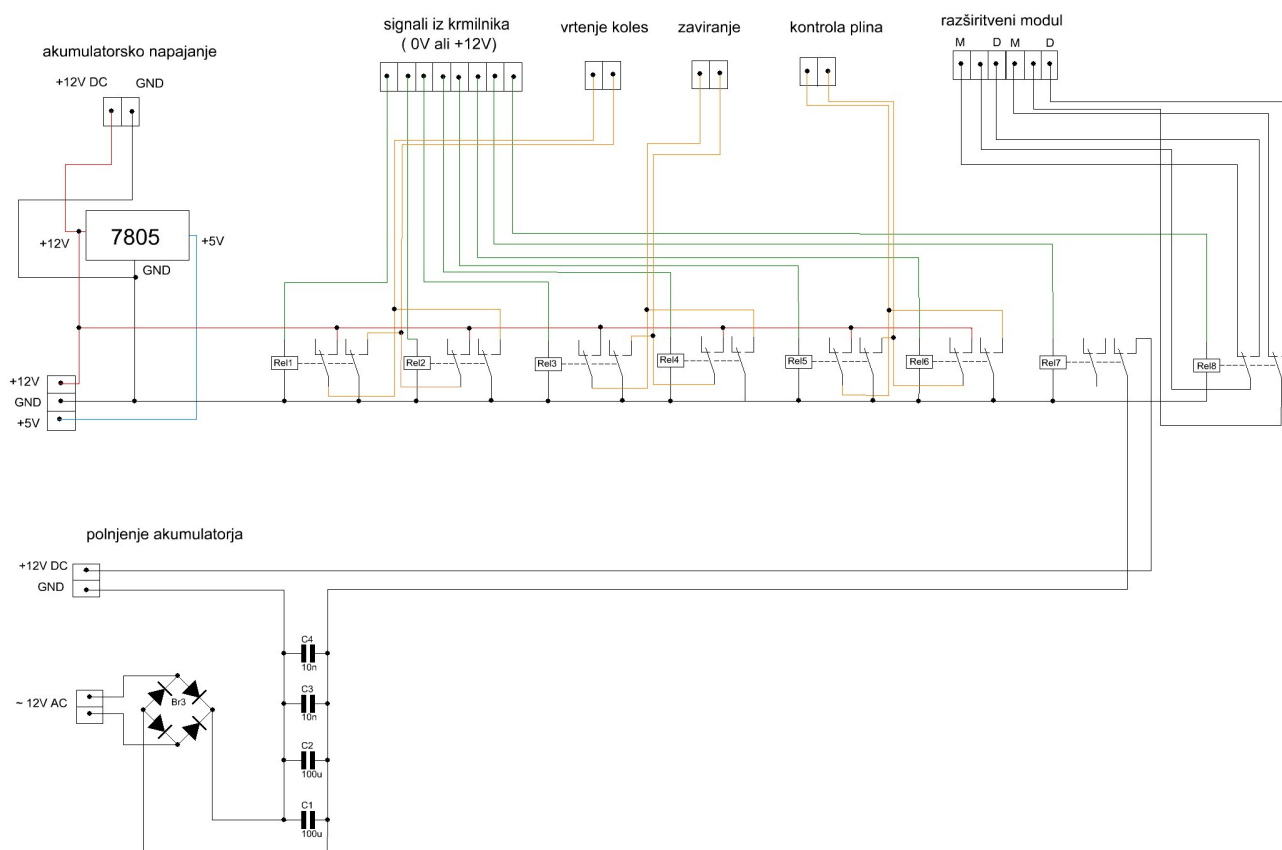 akumulatorsko napajanje
+12V DC
GND
signali iz krmilnika
( 0V ali +12V)
vrtenje koles
zaviranje
kontrola plina
razširitveni modul
M
D
M
D
7805
+12V
+5V
GND
Rel1
Rel2
Rel3
Rel4
Rel5
Rel6
Rel7
Rel8
+12V
GND
+5V
polnjenje akumulatorja
+12V DC
GND
~ 12V AC
Br3
C4
10n
C3
10n
C2
100u
C1
100u